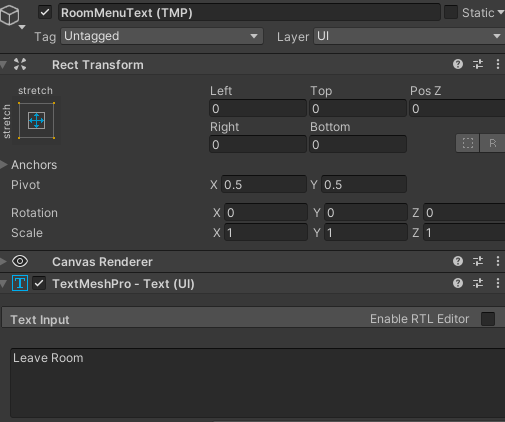 RoomMenuText (TMP) Static
Tag Untagged Layer UI
Rect Transform
stretch
stretch
Left Top Pos Z
0 0 0
Right Bottom
0 0 R
Anchors
Pivot X 0.5 Y 0.5
Rotation X 0 Y 0 Z 0
Scale X 1 Y 1 Z 1
Canvas Renderer
T TextMeshPro - Text (UI)
Text Input Enable RTL Editor
Leave Room